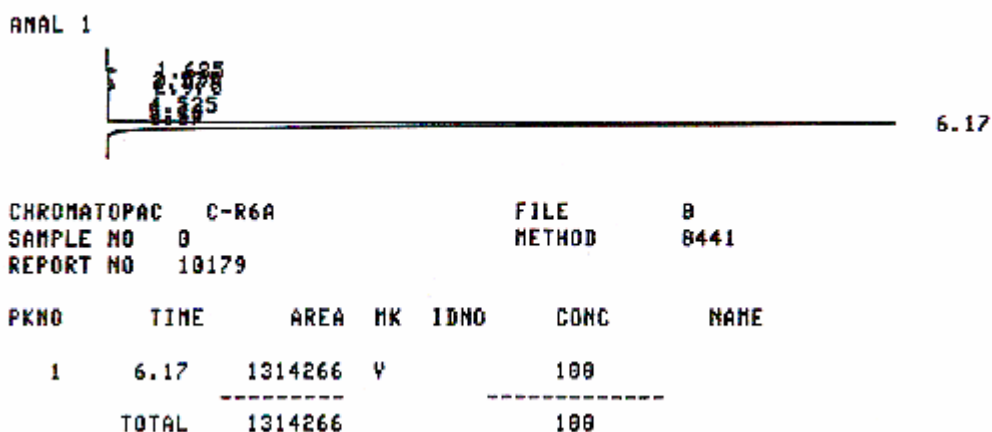 ANAL 1
6.17
CHROMATOPAC C-R6A FILE 0
SAMPLE NO 0 METHOD 8441
REPORT NO 10179
PKNO TIME AREA MK IDNO CONC NAME
1 6.17 1314266 V 100
TOTAL 1314266 100